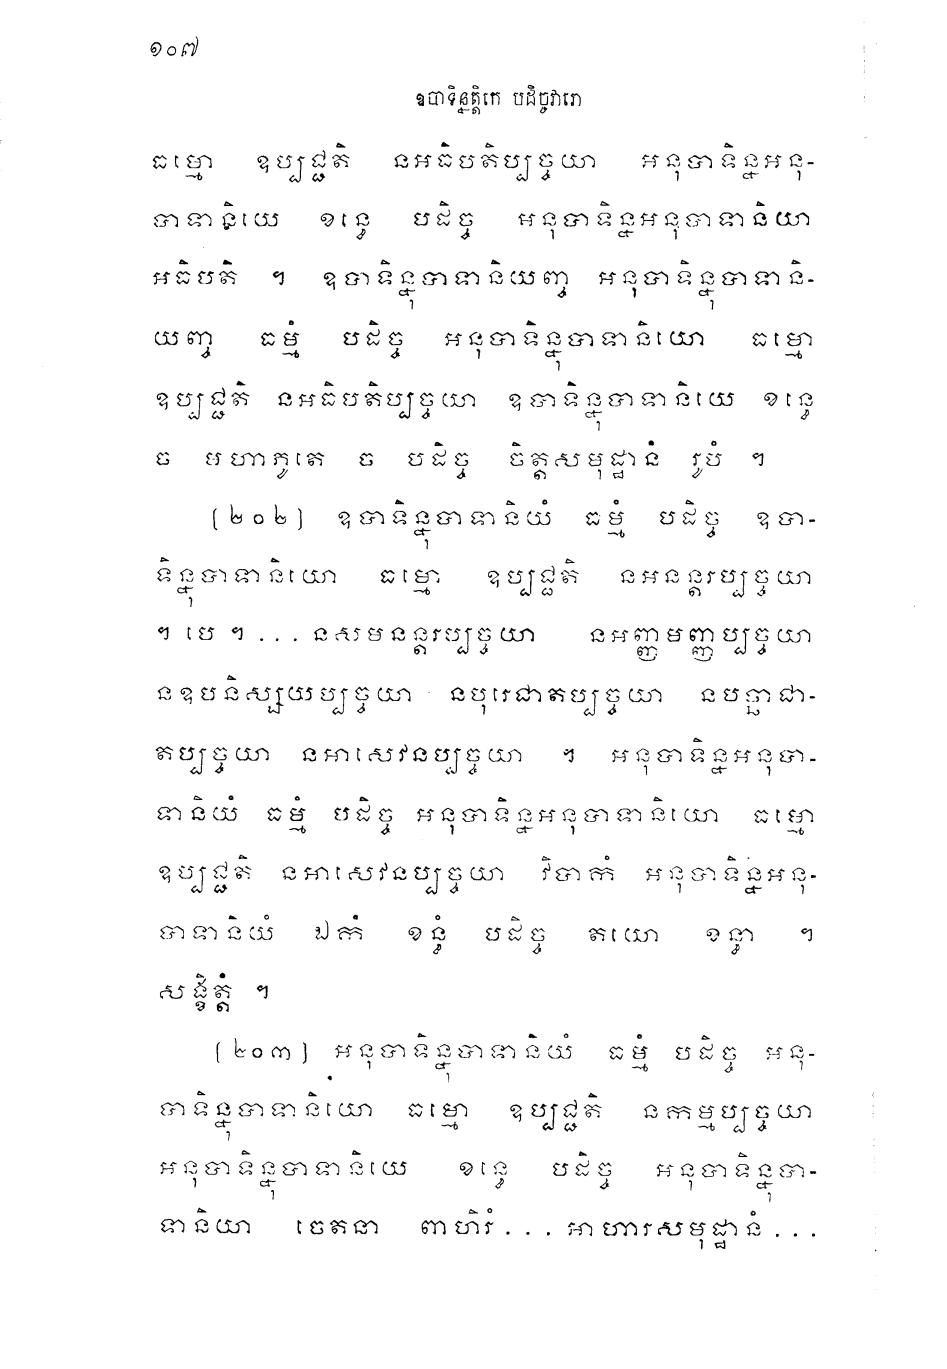 ១០៧
ឧបាទិន្នត្តិកេ បដិច្ចវារោ
ធម្មោ ឧប្បជ្ជតិ នអធិបតិប្បច្ចយា អនុបាទិន្នអនុ-
បាទានិយេ ខន្ធេ បដិច្ច អនុបាទិន្នអនុបាទានិយា
អធិបតិ ។ ឧបាទិន្នុបាទានិយញ្ច អនុបាទិន្នុបាទានិ-
យញ្ច ធម្មំ បដិច្ច អនុបាទិន្នុបាទានិយោ ធម្មោ
ឧប្បជ្ជតិ នអធិបតិប្បច្ចយា ឧបាទិន្នុបាទានិយេ ខន្ធេ
ច មហាភូតេ ច បដិច្ច ចិត្តសមុដ្ឋានំ រូបំ ។
(២០២) ឧបាទិន្នុបាទានិយំ ធម្មំ បដិច្ច ឧបា-
ទិន្នុបាទានិយោ ធម្មោ ឧប្បជ្ជតិ នអនន្តរប្បច្ចយា
។ បេ ។ ... នសមនន្តរប្បច្ចយា នអញ្ញមញ្ញប្បច្ចយា
នឧបនិស្សយប្បច្ចយា នបុរេជាតប្បច្ចយា នបច្ឆាជា-
តប្បច្ចយា នអាសេវនប្បច្ចយា ។ អនុបាទិន្នអនុបា-
ទានិយំ ធម្មំ បដិច្ច អនុបាទិន្នអនុបាទានិយោ ធម្មោ
ឧប្បជ្ជតិ នអាសេវនប្បច្ចយា វិបាកំ អនុបាទិន្នអនុ-
បាទានិយំ ឯកំ ខន្ធំ បដិច្ច តយោ ខន្ធា ។
សង្ខិត្តំ ។
(២០៣) អនុបាទិន្នុបាទានិយំ ធម្មំ បដិច្ច អនុ-
បាទិន្នុបាទានិយោ ធម្មោ ឧប្បជ្ជតិ នកម្មប្បច្ចយា
អនុបាទិន្នុបាទានិយេ ខន្ធេ បដិច្ច អនុបាទិន្នុបា-
ទានិយា ចេតនា ពាហិរំ ... អាហារសមុដ្ឋានំ ...